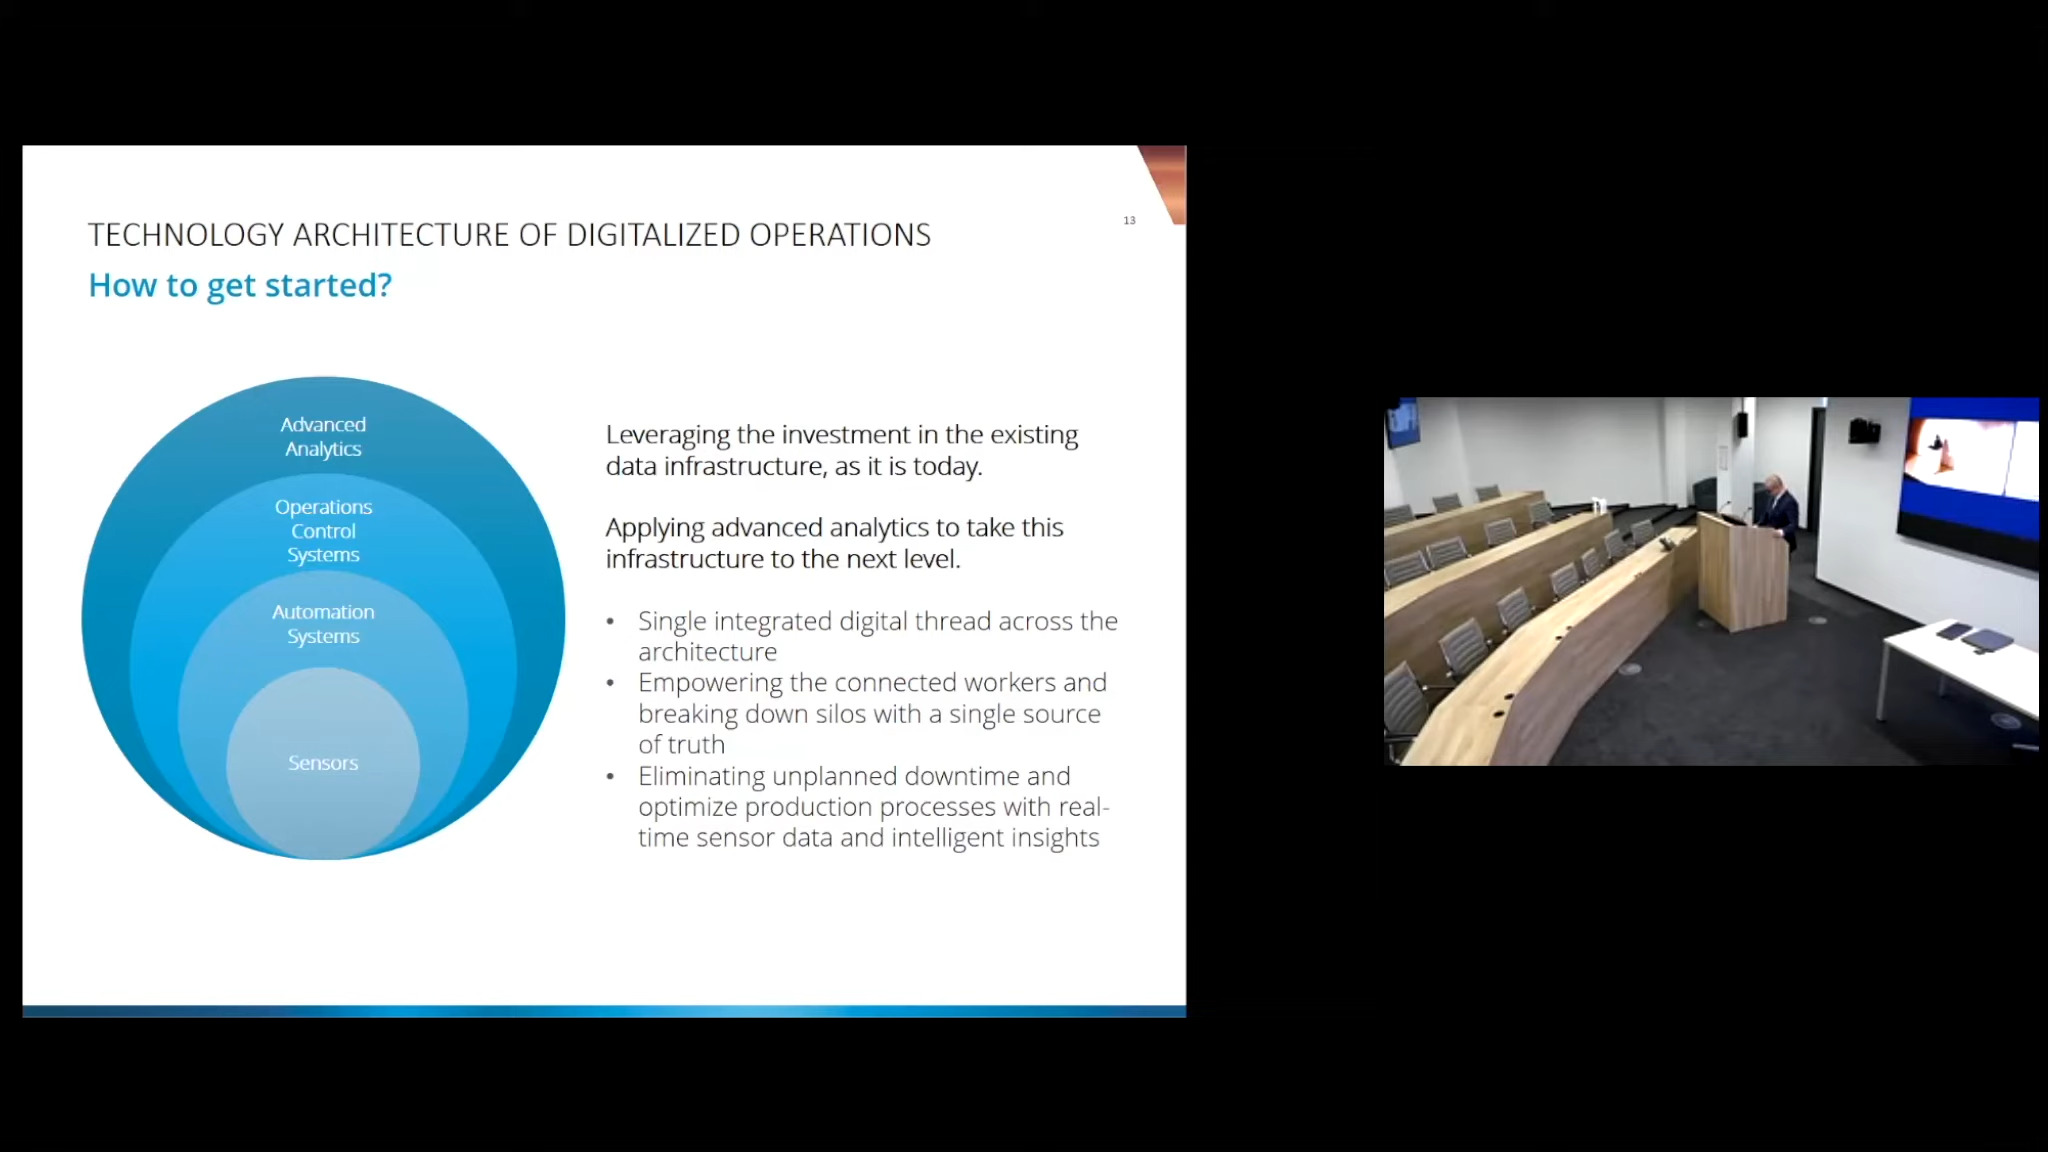 TECHNOLOGY ARCHITECTURE OF DIGITALIZED OPERATIONS
13
How to get started?
Advanced
Analytics
Operations
Control
Systems
Automation
Systems
Sensors
Leveraging the investment in the existing
data infrastructure, as it is today.
Applying advanced analytics to take this
infrastructure to the next level.
• Single integrated digital thread across the
architecture
• Empowering the connected workers and
breaking down silos with a single source
of truth
• Eliminating unplanned downtime and
optimize production processes with real-
time sensor data and intelligent insights